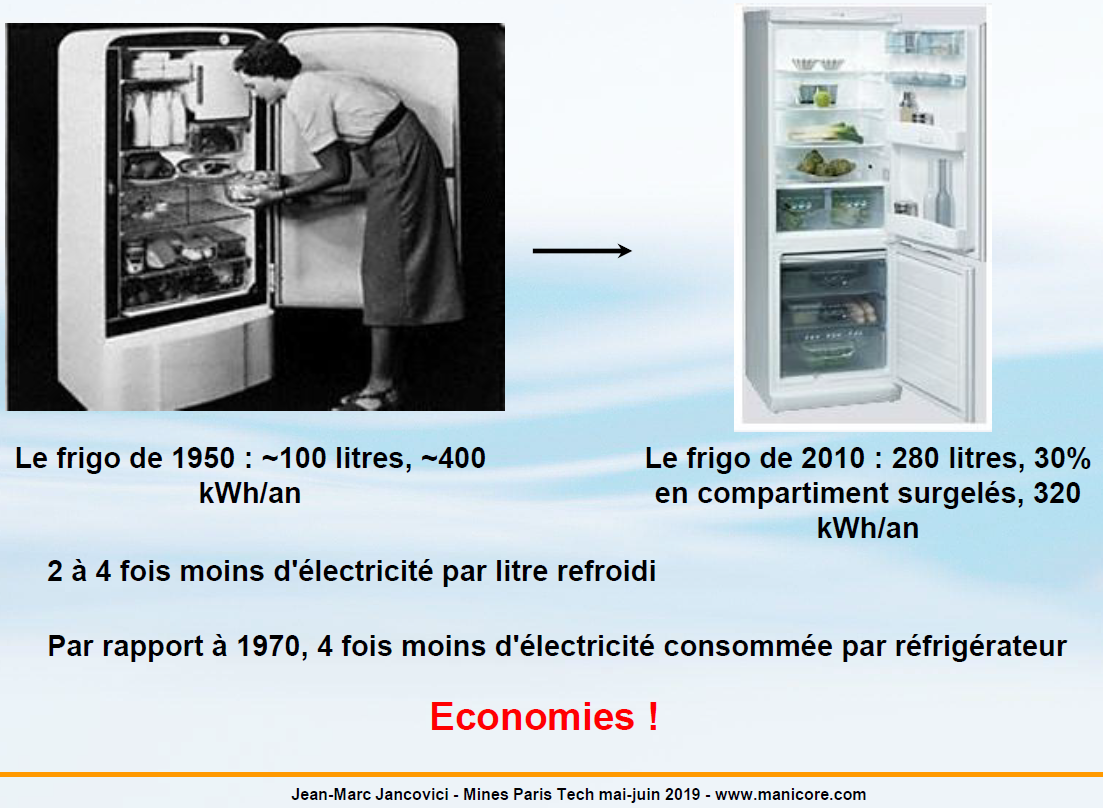 Le frigo de 1950 : ~100 litres, ~400
kWh/an
Le frigo de 2010 : 280 litres, 30%
en compartiment surgelés, 320
kWh/an
2 à 4 fois moins d'électricité par litre refroidi
Par rapport à 1970, 4 fois moins d'électricité consommée par réfrigérateur
Economies !
Jean-Marc Jancovici - Mines Paris Tech mai-juin 2019 - www.manicore.com